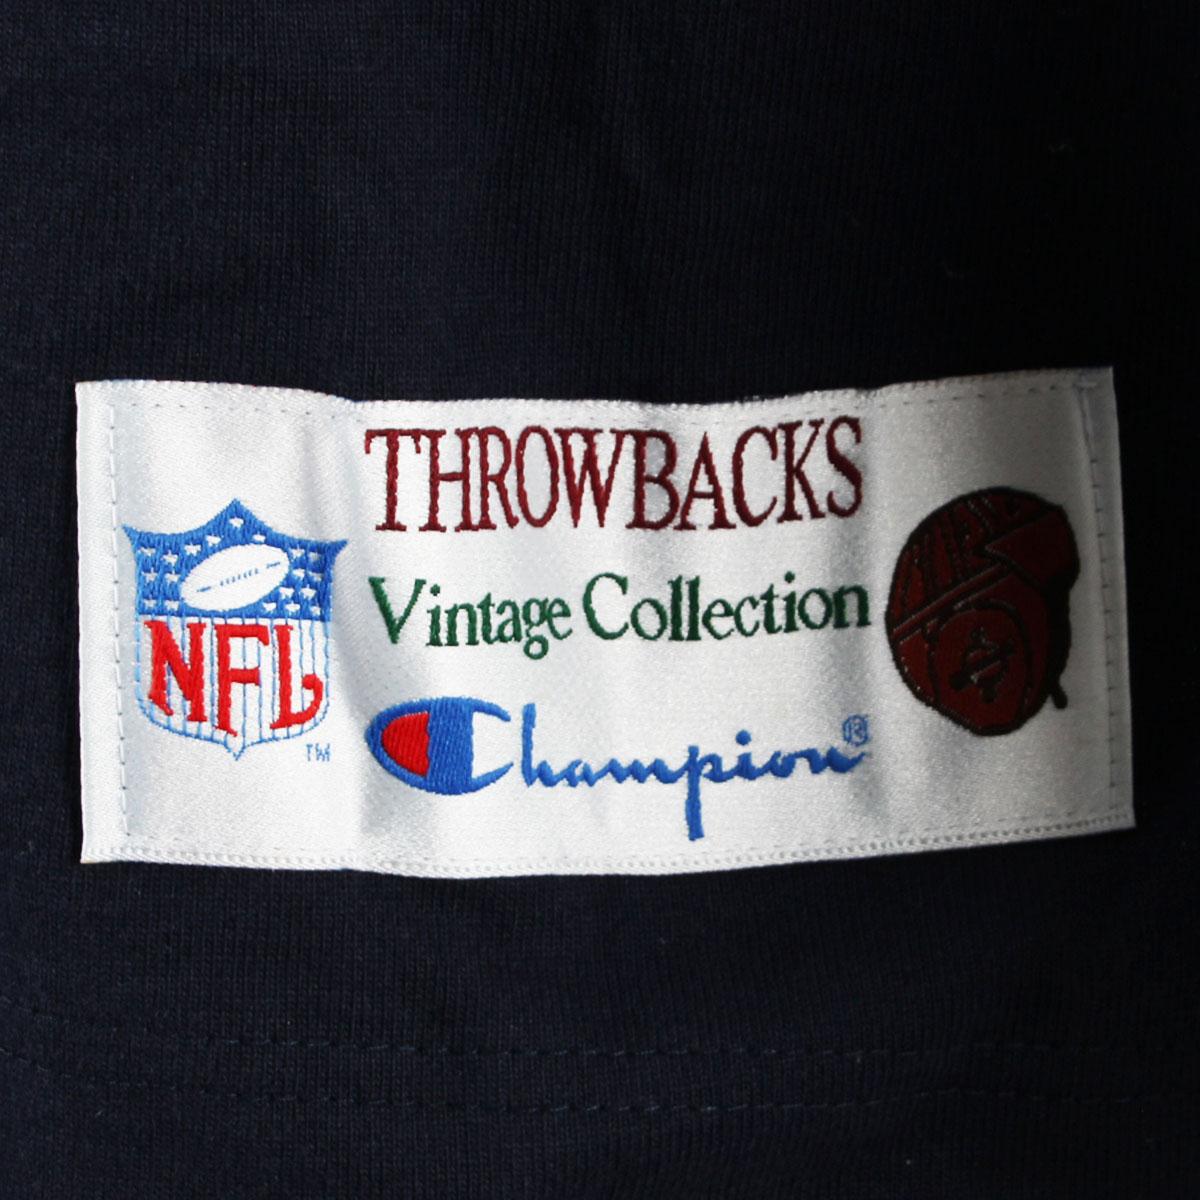 THROWBACKS
Vintage Collection
NFL
TM
Champion®